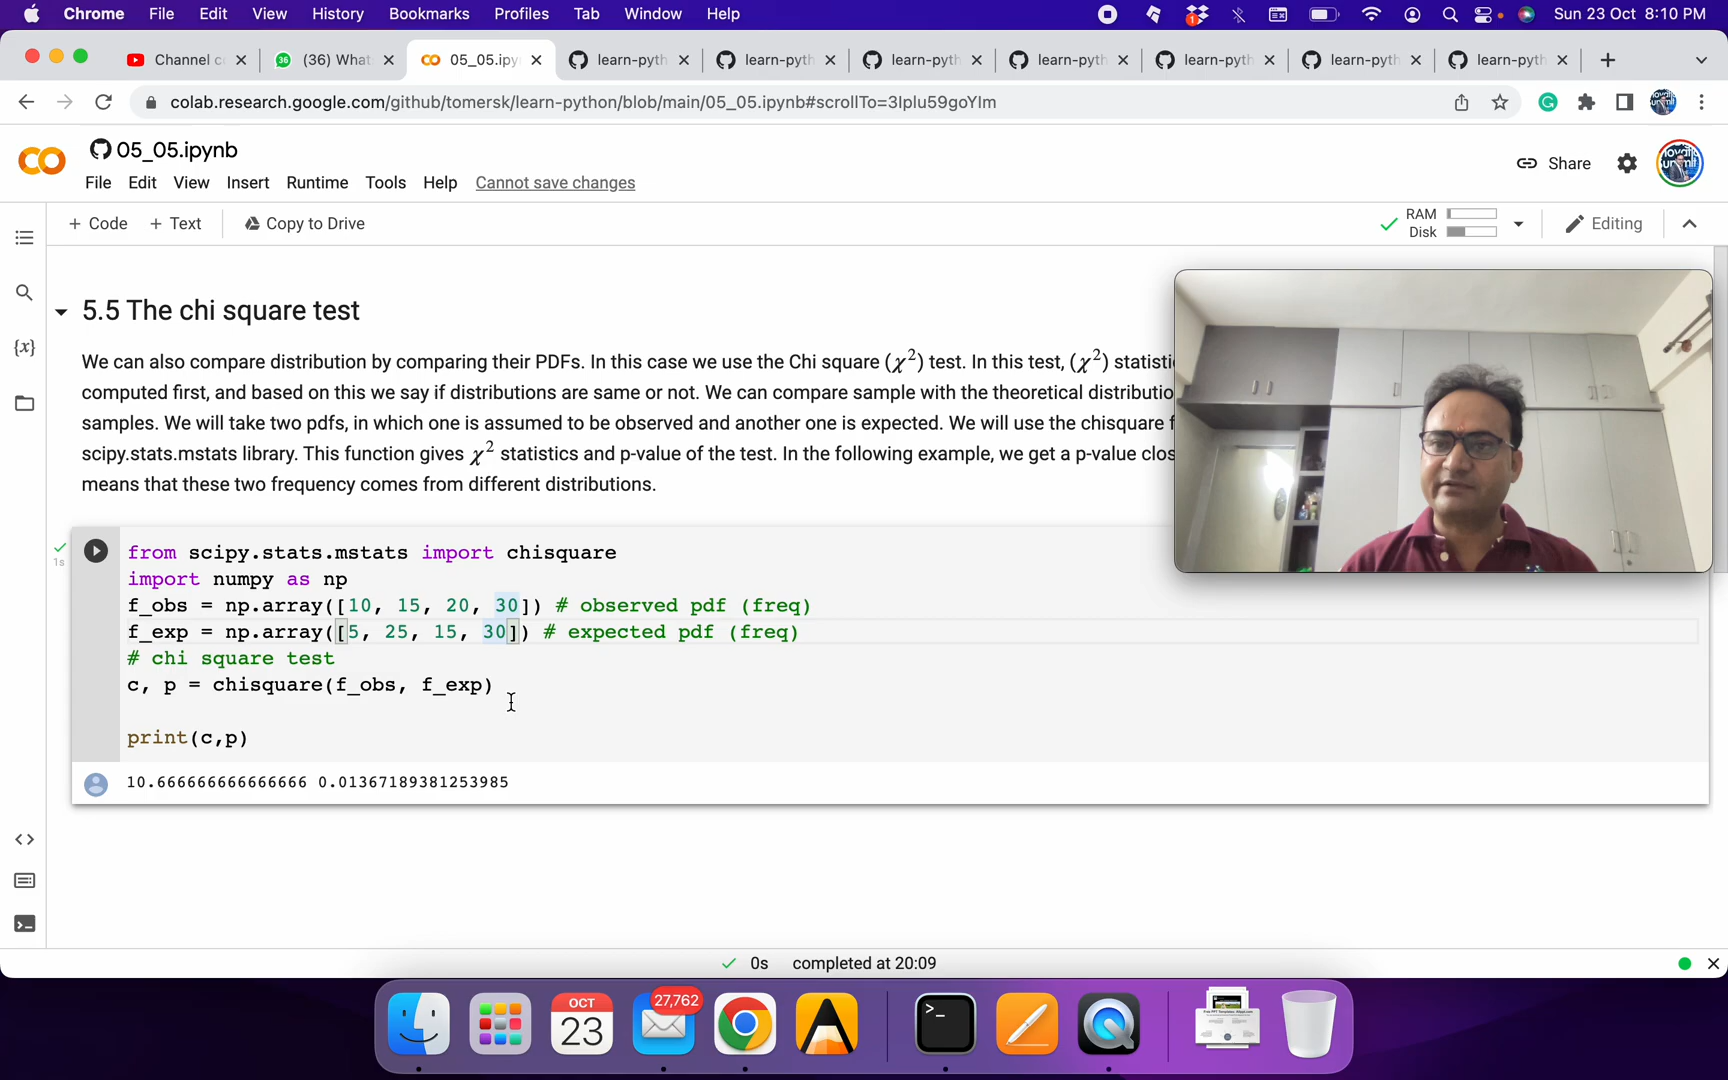 Chrome File Edit View History Bookmarks Profiles Tab Window Help Sun 23 Oct 8:10 PM
Channel c (36) What 05_05.ipy learn-pyth learn-pyth learn-pyth learn-pyth learn-pyth learn-pyth learn-pyth
colab.research.google.com/github/tomersk/learn-python/blob/main/05_05.ipynb#scrollTo=3Iplu59goYIm
05_05.ipynb
Share
File Edit View Insert Runtime Tools Help Cannot save changes
+ Code + Text Copy to Drive
RAM
Disk
Editing
5.5 The chi square test
We can also compare distribution by comparing their PDFs. In this case we use the Chi square (χ²) test. In this test, (χ²) statisti
computed first, and based on this we say if distributions are same or not. We can compare sample with the theoretical distributio
samples. We will take two pdfs, in which one is assumed to be observed and another one is expected. We will use the chisquare f
scipy.stats.mstats library. This function gives χ² statistics and p-value of the test. In the following example, we get a p-value clos
means that these two frequency comes from different distributions.
from scipy.stats.mstats import chisquare
import numpy as np
f_obs = np.array([10, 15, 20, 30]) # observed pdf (freq)
f_exp = np.array([5, 25, 15, 30]) # expected pdf (freq)
# chi square test
c, p = chisquare(f_obs, f_exp)
print(c,p)
1s
10.666666666666666 0.01367189381253985
0s completed at 20:09
OCT
23
27,762